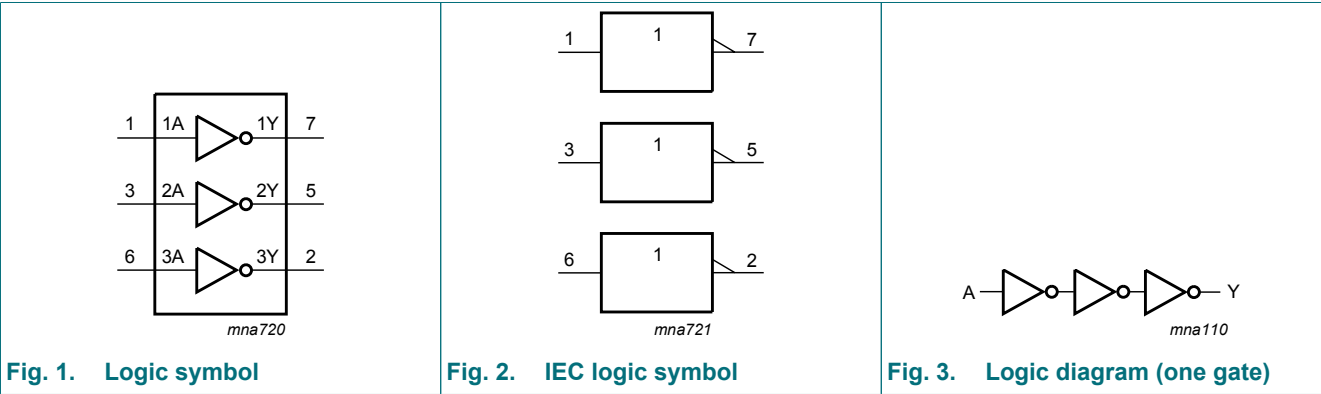 1 1A 1Y 7
3 2A 2Y 5
6 3A 3Y 2
mna720
Fig. 1. Logic symbol
1 1 7
3 1 5
6 1 2
mna721
Fig. 2. IEC logic symbol
A Y
mna110
Fig. 3. Logic diagram (one gate)